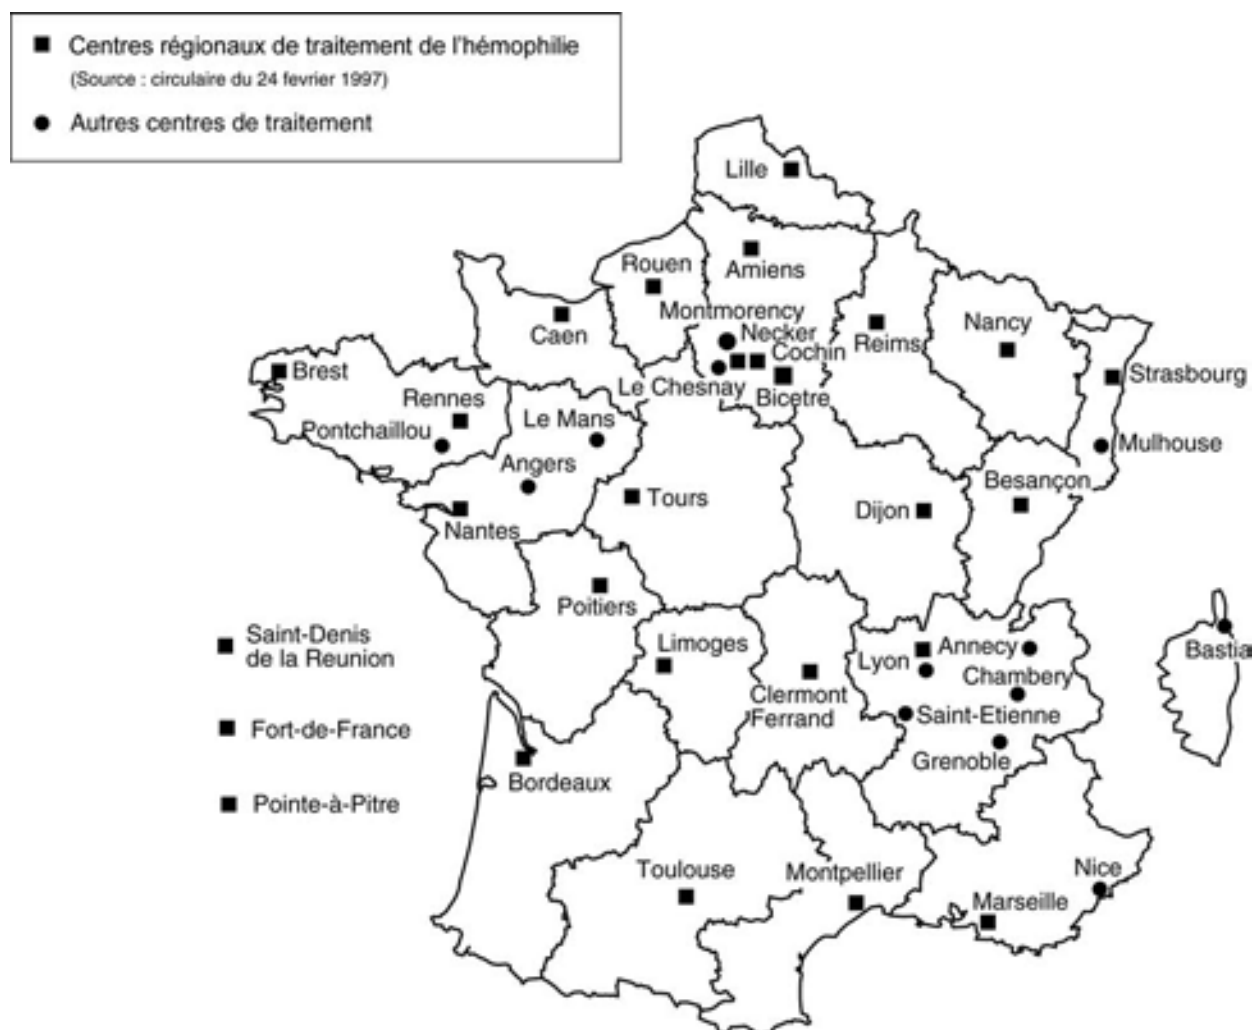 Centres régionaux de traitement de l'hémophilie
(Source : circulaire du 24 fevrier 1997)
Autres centres de traitement
Lille
Amiens
Rouen
Montmorency
Necker
Caen
Cochin
Reims
Nancy
Le Chesnay
Bicetre
Strasbourg
Brest
Rennes
Le Mans
Pontchaillou
Mulhouse
Angers
Besançon
Tours
Dijon
Nantes
Poitiers
Saint-Denis
de la Reunion
Limoges
Lyon
Annecy
Bastia
Chambery
Clermont
Ferrand
Saint-Etienne
Fort-de-France
Grenoble
Bordeaux
Pointe-à-Pitre
Toulouse
Montpellier
Nice
Marseille